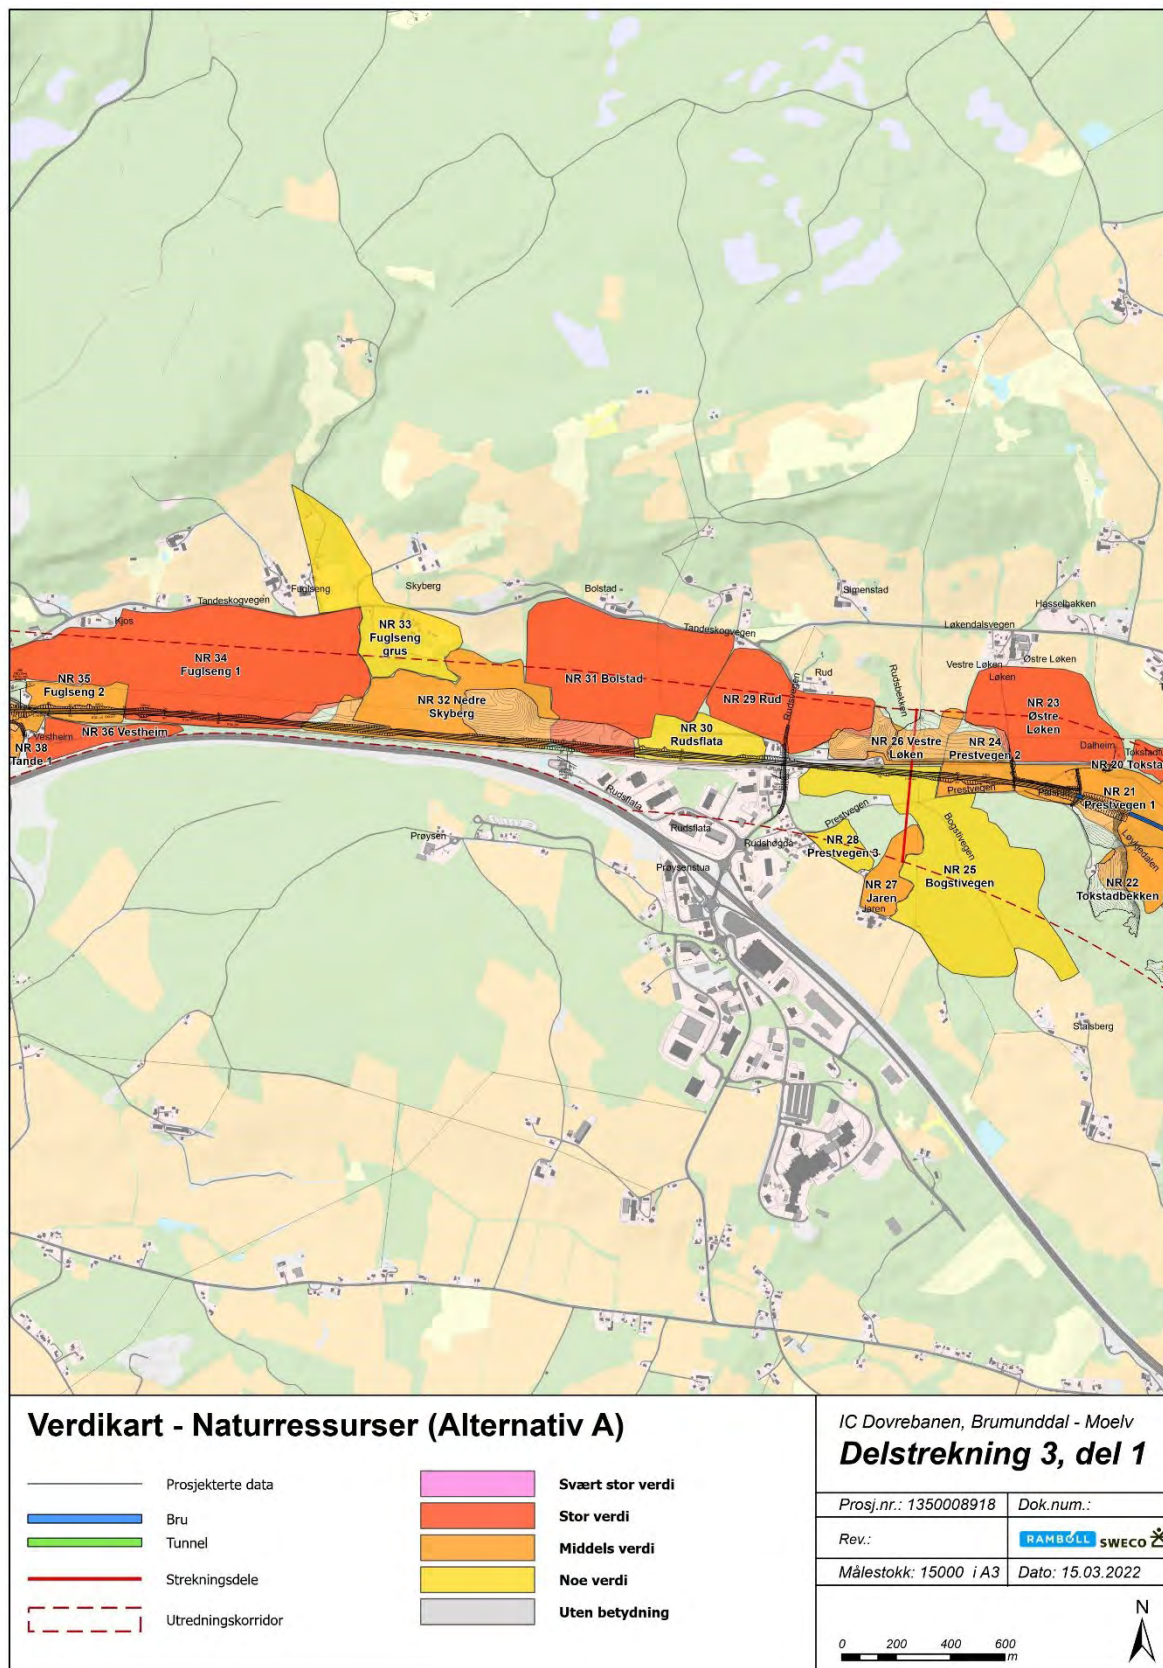 Fuglseng
Skyberg
Bolstad
Simenstad
Hasselbakken
Tandeskogvegen
Kjos
Løkendalsvegen
Tandeskogvegen
NR 33
Fuglseng
grus
NR 34
Fuglseng 1
NR 35
Fuglseng 2
NR 32 Nedre
Skyberg
NR 31 Bolstad
NR 29 Rud
Rud
Rudsvegen
Rudsbekken
Vestre Løken
Østre Løken
Løken
NR 23
Østre
Løken
NR 30
Rudsflata
NR 26 Vestre
Løken
NR 24
Prestvegen 2
Dalheim
NR 20 Toksta
NR 36 Vestheim
Vestheim
NR 38
Tande 1
NR 21
Prestvegen 1
Prestvegen
Prestvegen
Rudsflata
Rudsflata
Prøysen
Rudshøgda
Prøysenstua
NR 28
Prestvegen 3
Bogstivegen
NR 25
Bogstivegen
NR 27
Jaren
Jaren
Løykjedalen
NR 22
Tokstadbekken
Stalsberg
Verdikart - Naturressurser (Alternativ A)
Prosjekterte data
Bru
Tunnel
Strekningsdele
Utredningskorridor
Svært stor verdi
Stor verdi
Middels verdi
Noe verdi
Uten betydning
IC Dovrebanen, Brumunddal - Moelv
Delstrekning 3, del 1
Prosj.nr.: 1350008918
Dok.num.:
Rev.:
RAMBOLL SWECO
Målestokk: 15000 i A3
Dato: 15.03.2022
N
0 200 400 600
m